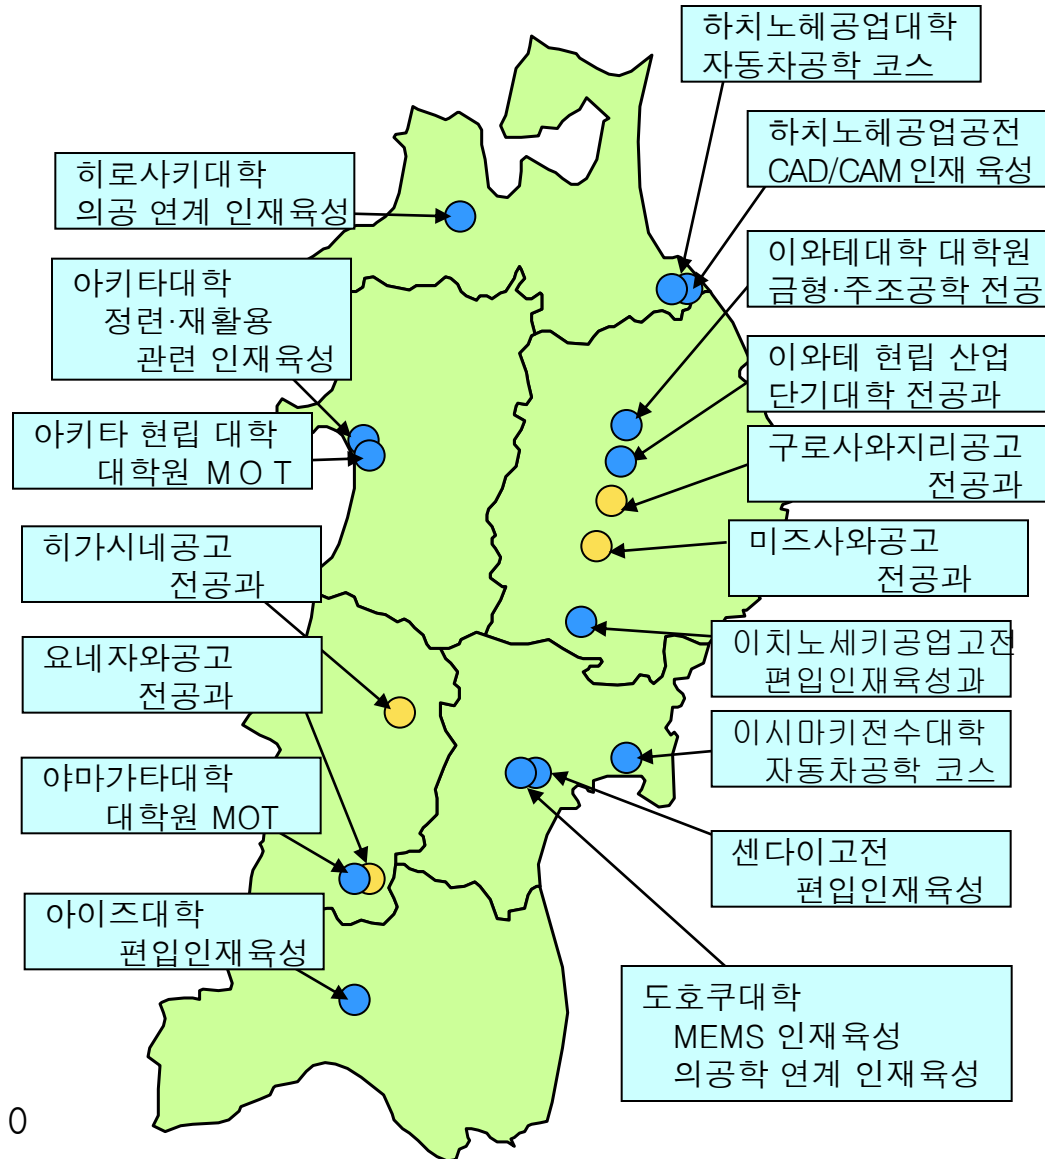 하치노헤공업대학
자동차공학 코스
하치노헤공업공전
CAD/CAM 인재 육성
히로사키대학
의공 연계 인재육성
이와테대학 대학원
금형·주조공학 전공
아키타대학
정련·재활용
관련 인재육성
이와테 현립 산업
단기대학 전공과
아키타 현립 대학
대학원 MOT
구로사와지리공고
전공과
히가시네공고
전공과
미즈사와공고
전공과
요네자와공고
전공과
이치노세키공업고전
편입인재육성과
이시마키전수대학
자동차공학 코스
야마가타대학
대학원 MOT
센다이고전
편입인재육성
아이즈대학
편입인재육성
도호쿠대학
MEMS 인재육성
의공학 연계 인재육성
0